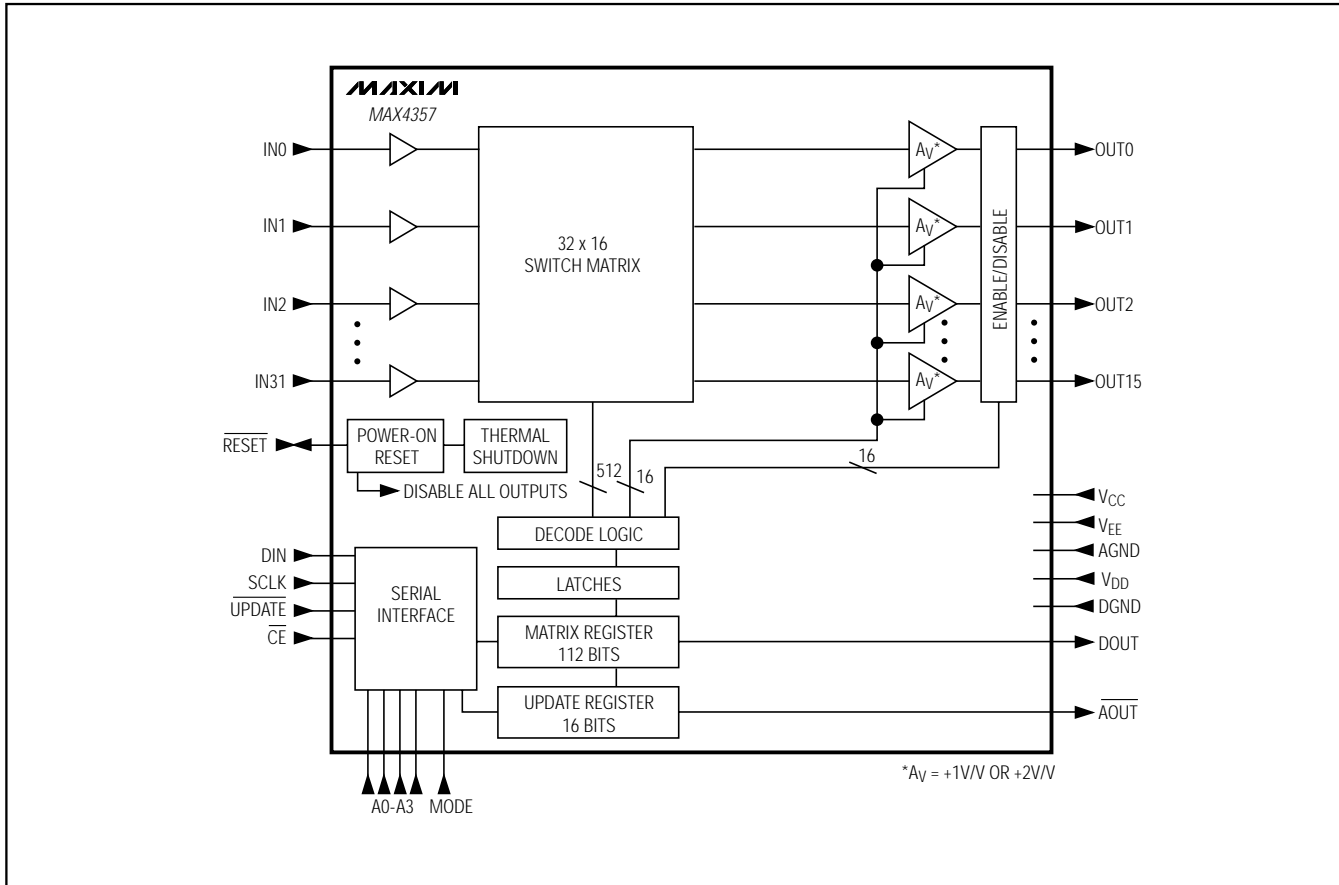 MAXIM
MAX4357
IN0
IN1
IN2
IN31
32 x 16
SWITCH MATRIX
AV*
AV*
AV*
AV*
ENABLE/DISABLE
OUT0
OUT1
OUT2
OUT15
RESET
POWER-ON
RESET
THERMAL
SHUTDOWN
DISABLE ALL OUTPUTS
512
16
16
DECODE LOGIC
LATCHES
MATRIX REGISTER
112 BITS
UPDATE REGISTER
16 BITS
DIN
SCLK
UPDATE
CE
SERIAL
INTERFACE
A0-A3
MODE
VCC
VEE
AGND
VDD
DGND
DOUT
AOUT
*AV = +1V/V OR +2V/V